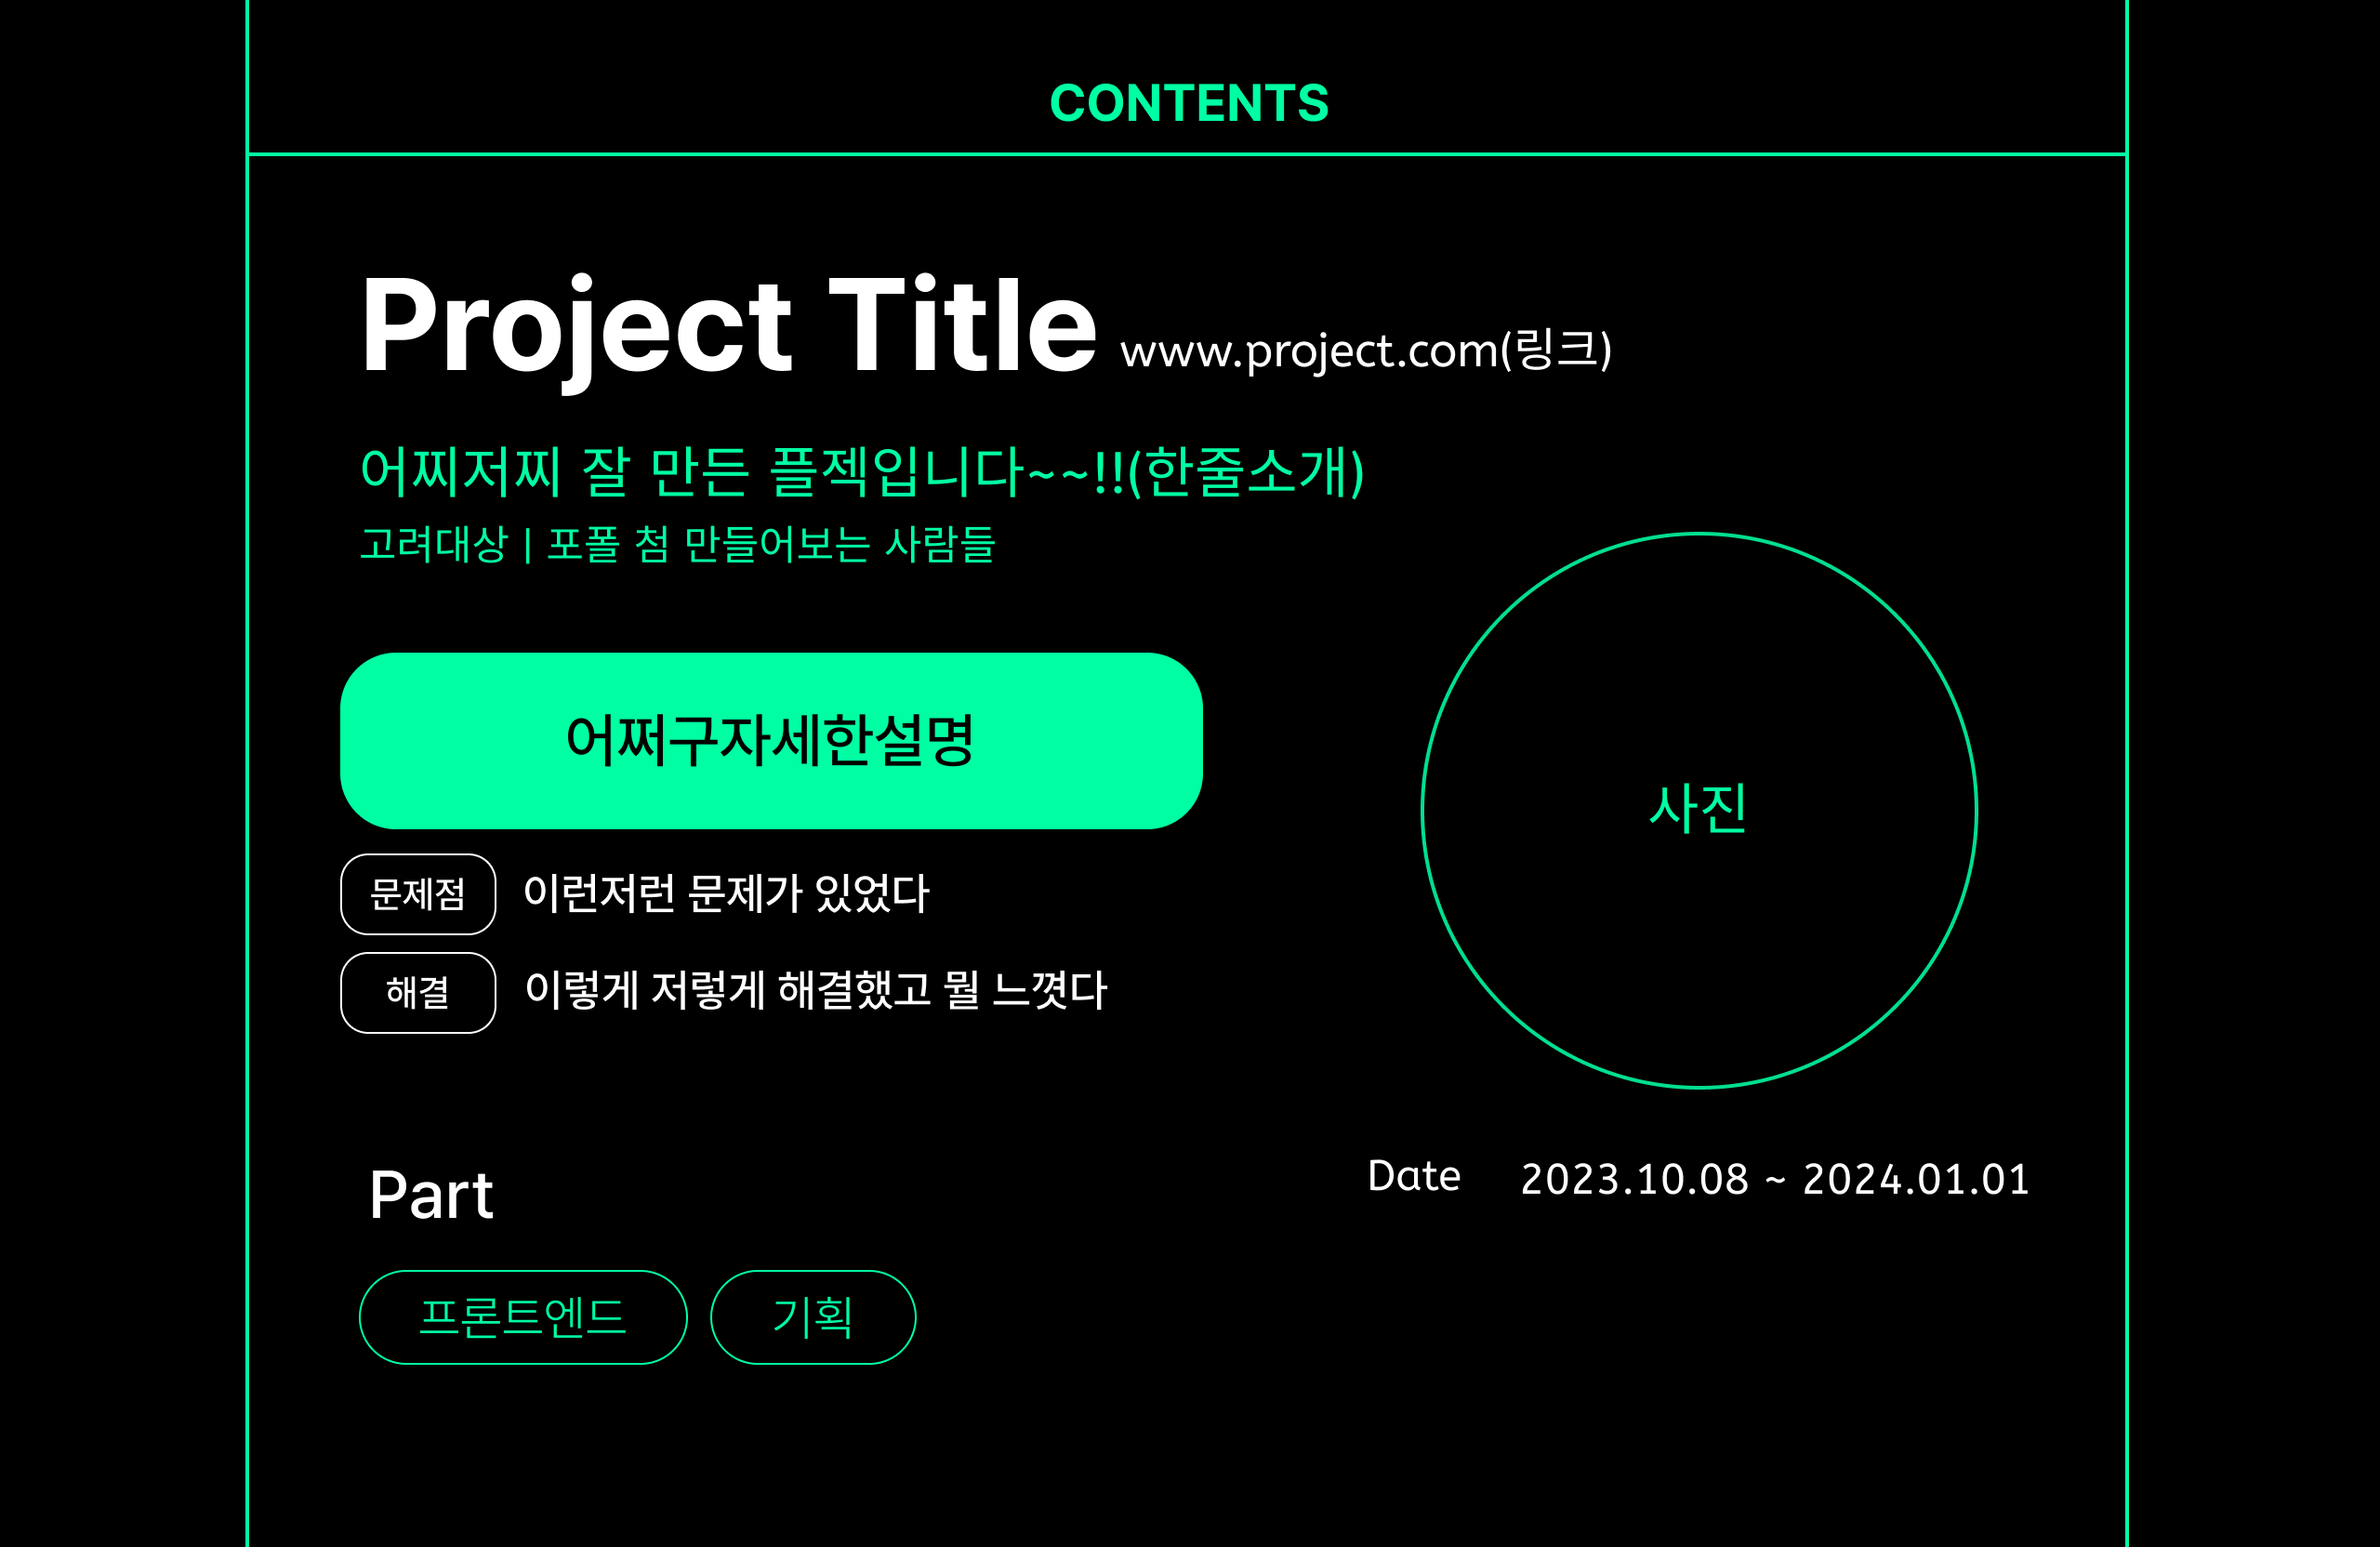 CONTENTS
Project Title www.project.com(링크)
어찌저찌 잘 만든 플젝입니다~~!!(한줄소개)
고려대상 | 포폴 첨 만들어보는 사람들
어쩌구자세한설명
문제점 이런저런 문제가 있었다
해결 이렇게 저렇게 해결했고 뭘 느꼈다
사진
Part
Date 2023.10.08 ~ 2024.01.01
프론트엔드 기획